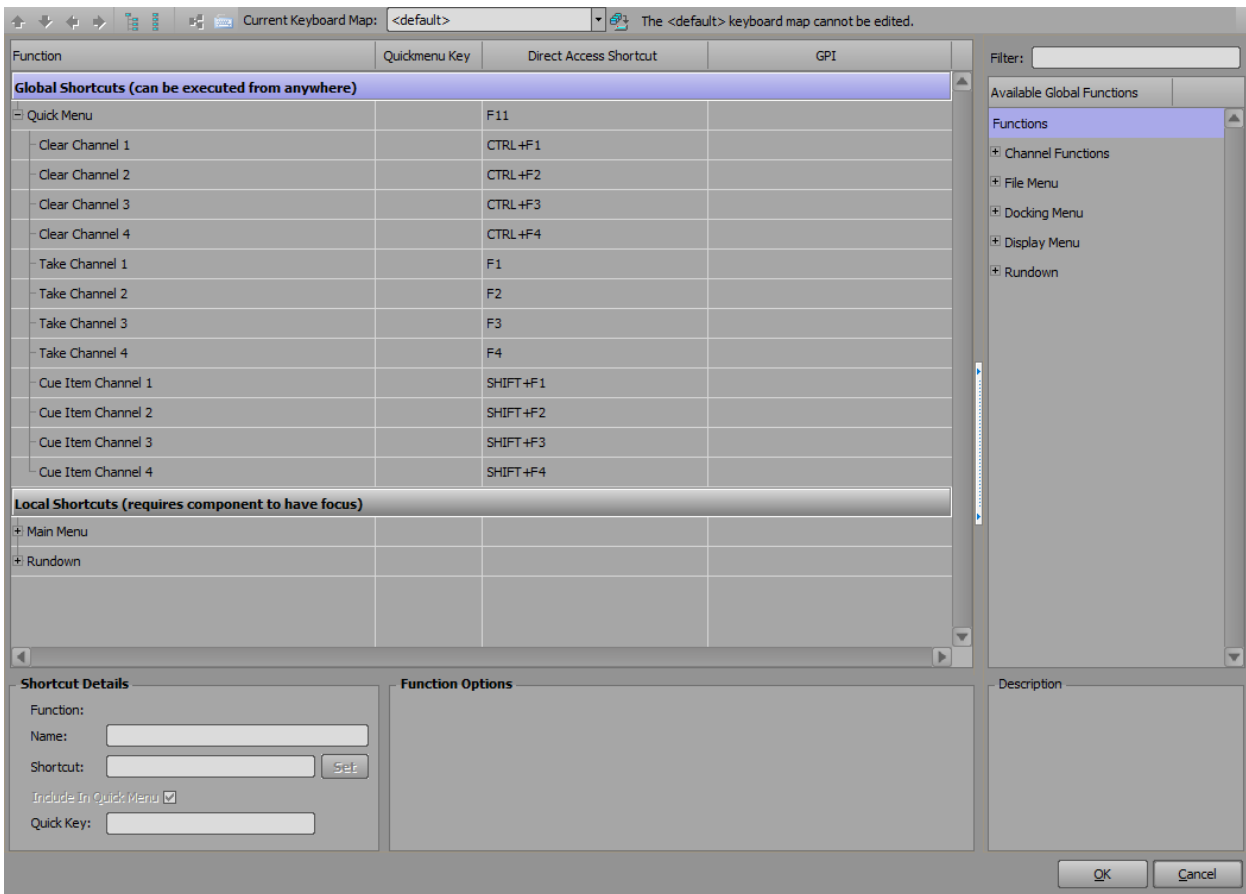 Current Keyboard Map: <default> The <default> keyboard map cannot be edited.
Function Quickmenu Key Direct Access Shortcut GPI
Global Shortcuts (can be executed from anywhere)
Quick Menu F11
Clear Channel 1 CTRL+F1
Clear Channel 2 CTRL+F2
Clear Channel 3 CTRL+F3
Clear Channel 4 CTRL+F4
Take Channel 1 F1
Take Channel 2 F2
Take Channel 3 F3
Take Channel 4 F4
Cue Item Channel 1 SHIFT+F1
Cue Item Channel 2 SHIFT+F2
Cue Item Channel 3 SHIFT+F3
Cue Item Channel 4 SHIFT+F4
Local Shortcuts (requires component to have focus)
Main Menu
Rundown
Filter:
Available Global Functions
Functions
Channel Functions
File Menu
Docking Menu
Display Menu
Rundown
Shortcut Details
Function:
Name:
Shortcut: Set
Include In Quick Menu
Quick Key:
Function Options
Description
OK Cancel